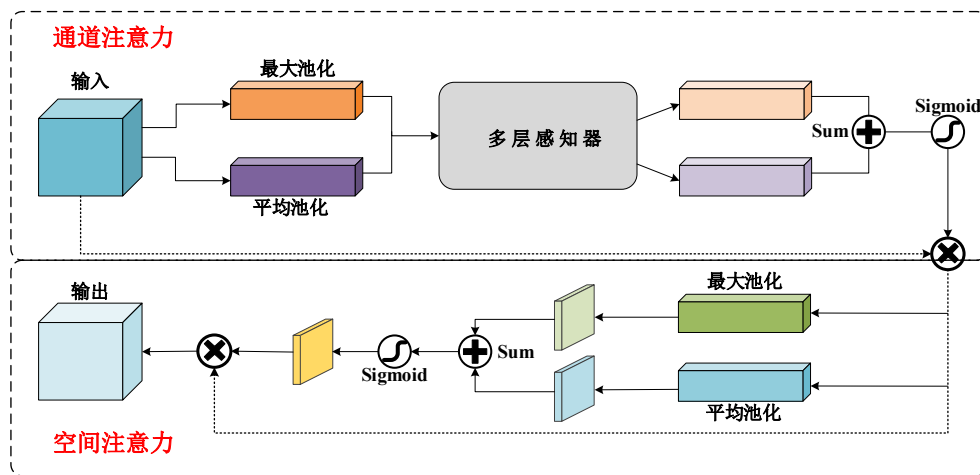 通道注意力
输入
最大池化
平均池化
多层感知器
Sum
Sigmoid
输出
最大池化
Sum
Sigmoid
平均池化
空间注意力